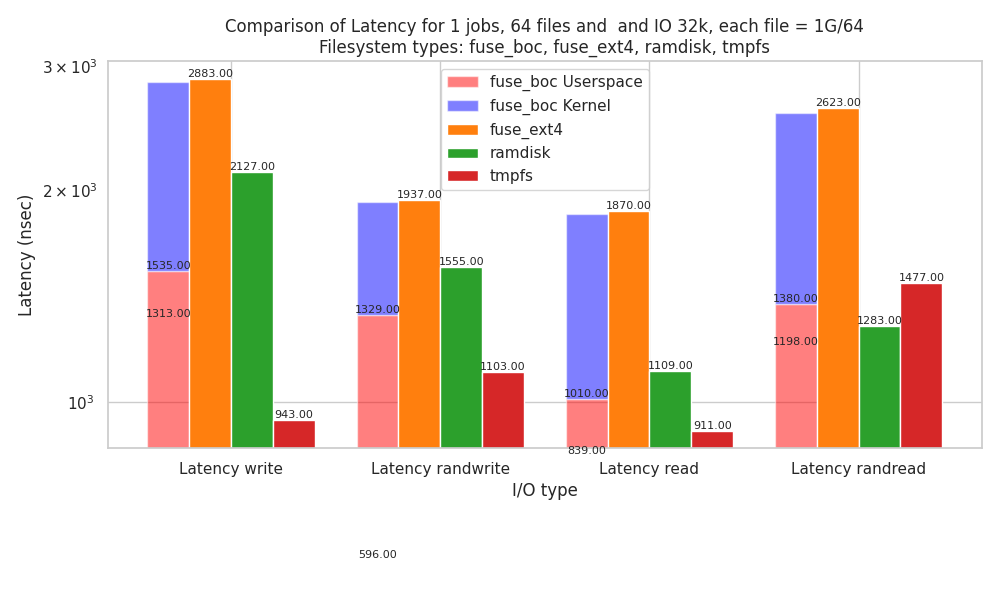 Comparison of Latency for 1 jobs, 64 files and  and IO 32k, each file = 1G/64
Filesystem types: fuse_boc, fuse_ext4, ramdisk, tmpfs
3 × 10³
2 × 10³
10³
Latency (nsec)
fuse_boc Userspace
fuse_boc Kernel
fuse_ext4
ramdisk
tmpfs
2883.00
2127.00
1535.00
1313.00
943.00
1937.00
1555.00
1329.00
1103.00
596.00
1870.00
1109.00
1010.00
911.00
839.00
2623.00
1477.00
1380.00
1283.00
1198.00
Latency write
Latency randwrite
Latency read
Latency randread
I/O type